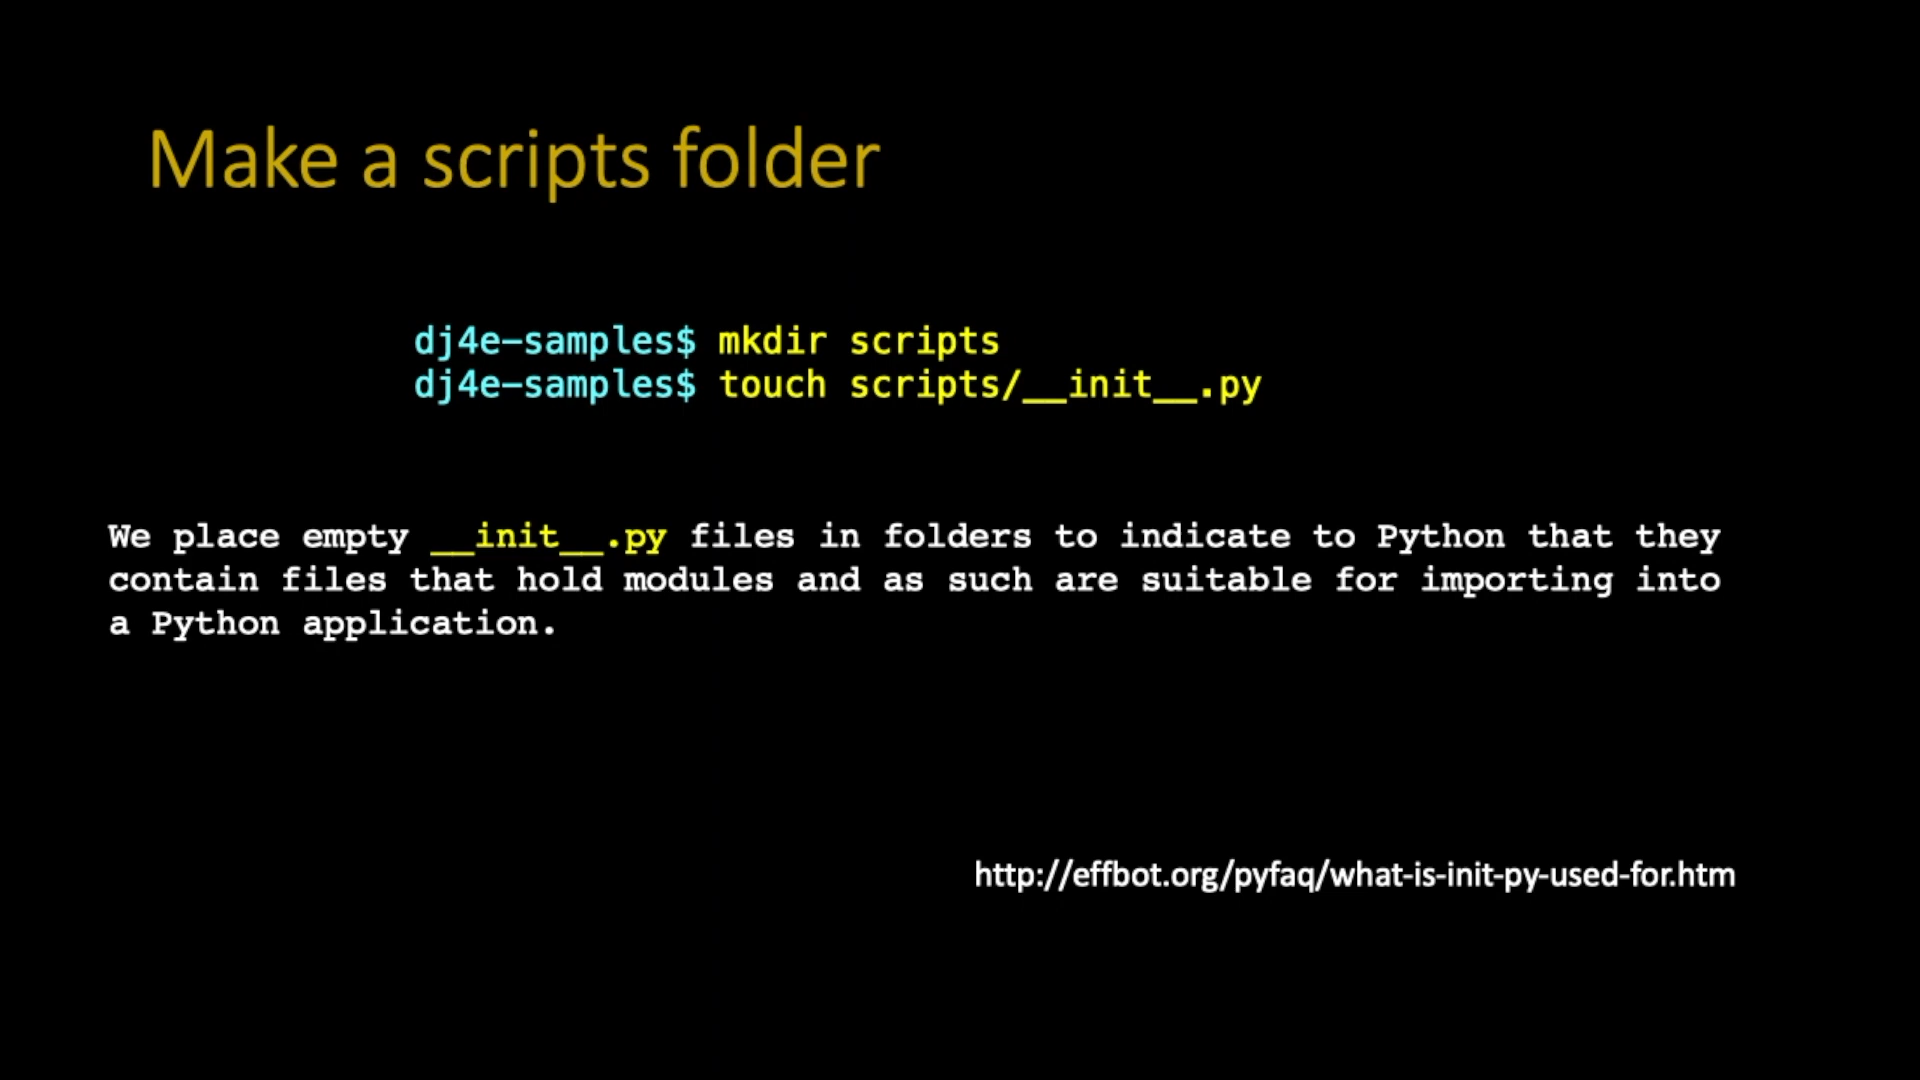 Make a scripts folder
dj4e-samples$ mkdir scripts
dj4e-samples$ touch scripts/__init__.py
We place empty __init__.py files in folders to indicate to Python that they
contain files that hold modules and as such are suitable for importing into
a Python application.
http://effbot.org/pyfaq/what-is-init-py-used-for.htm